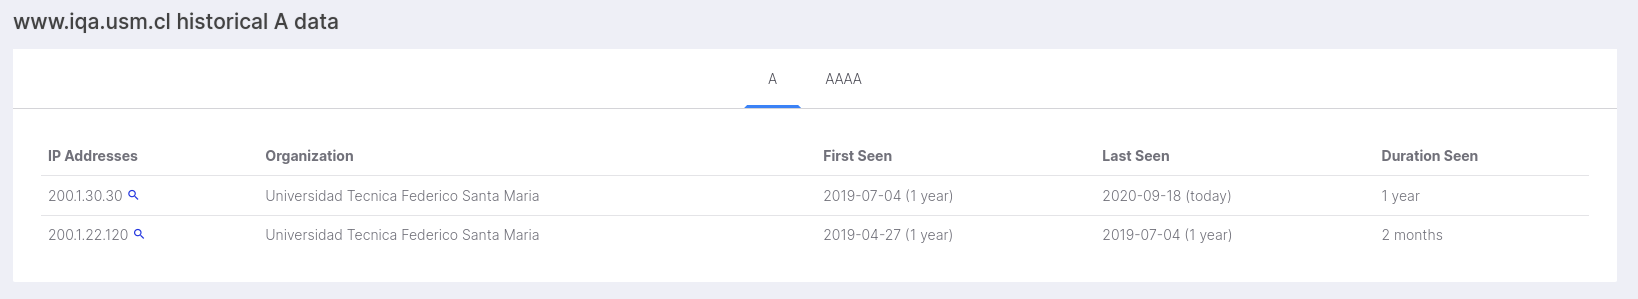 www.iqa.usm.cl historical A data
A AAAA
IP Addresses Organization First Seen Last Seen Duration Seen
200.1.30.30 Universidad Tecnica Federico Santa Maria 2019-07-04 (1 year) 2020-09-18 (today) 1 year
200.1.22.120 Universidad Tecnica Federico Santa Maria 2019-04-27 (1 year) 2019-07-04 (1 year) 2 months